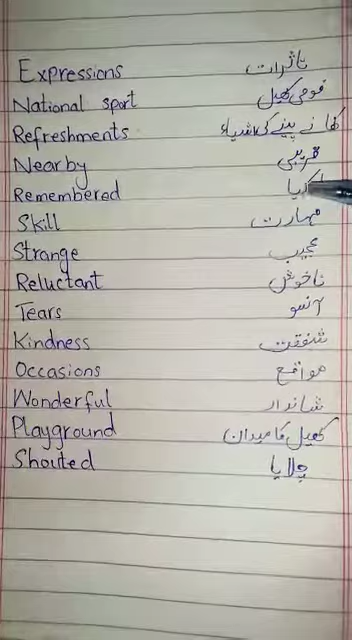 Expressions تاثرات
National sport قومی کھیل
Refreshments کھانے پینے کی اشیاء
Nearby قریبی
Remembered کیا
Skill مہارت
Strange عجیب
Reluctant ناخوش
Tears آنسو
Kindness شفقت
Occasions مواقع
Wonderful شاندار
Playground کھیل کا میدان
Shouted چلایا